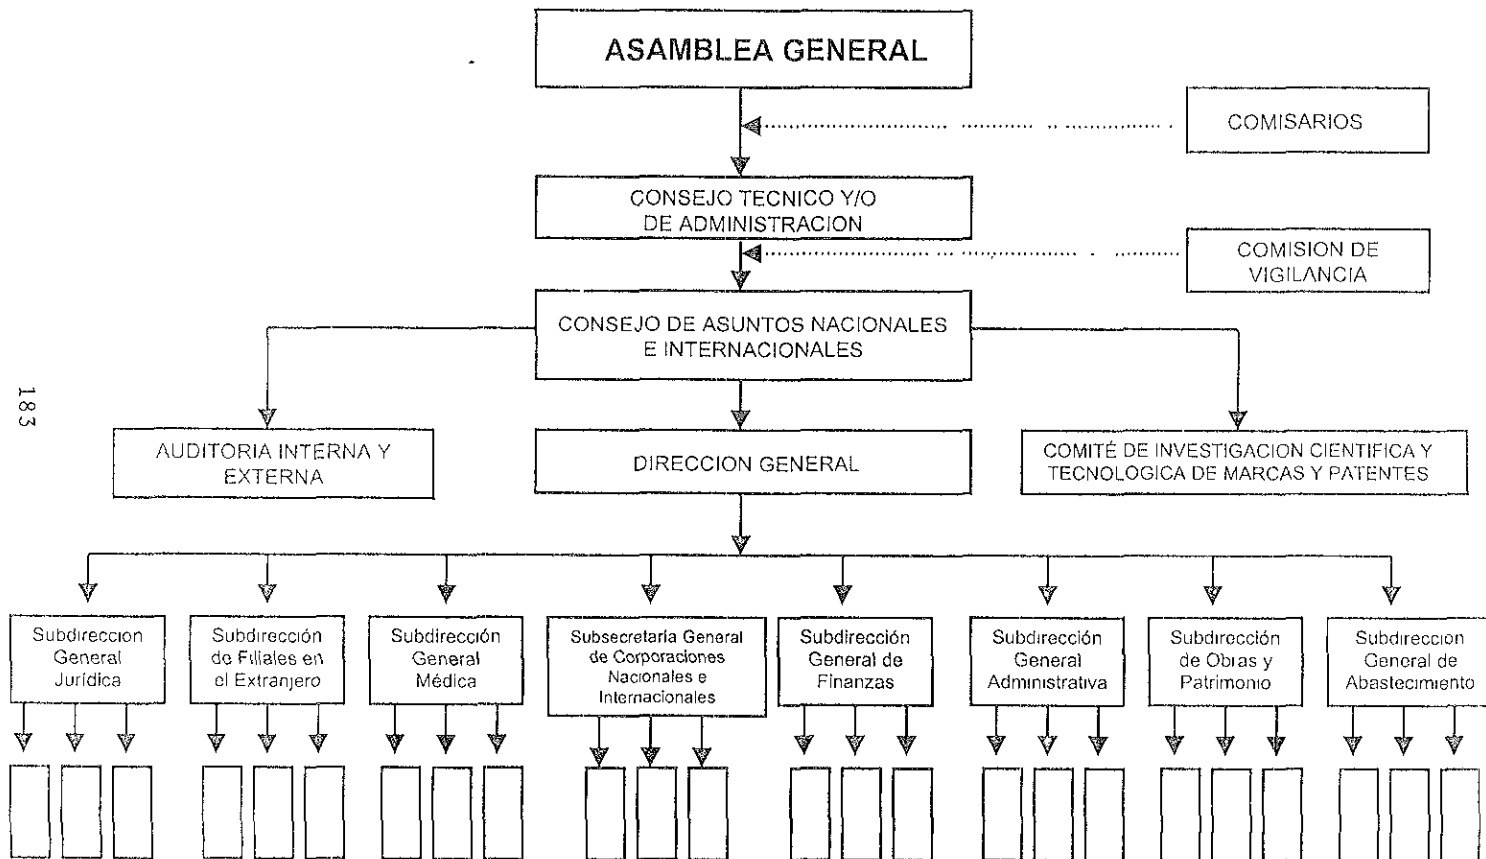 ASAMBLEA GENERAL
COMISARIOS
CONSEJO TECNICO Y/O
DE ADMINISTRACION
COMISION DE
VIGILANCIA
CONSEJO DE ASUNTOS NACIONALES
E INTERNACIONALES
183
AUDITORIA INTERNA Y
EXTERNA
DIRECCION GENERAL
COMITÉ DE INVESTIGACION CIENTIFICA Y
TECNOLOGICA DE MARCAS Y PATENTES
Subdireccion
General
Jurídica
Subdirección
de Filiales en
el Extranjero
Subdirección
General
Médica
Subsecretaria General
de Corporaciones
Nacionales e
Internacionales
Subdirección
General de
Finanzas
Subdirección
General
Administrativa
Subdirección
de Obras y
Patrimonio
Subdireccion
General de
Abastecimiento